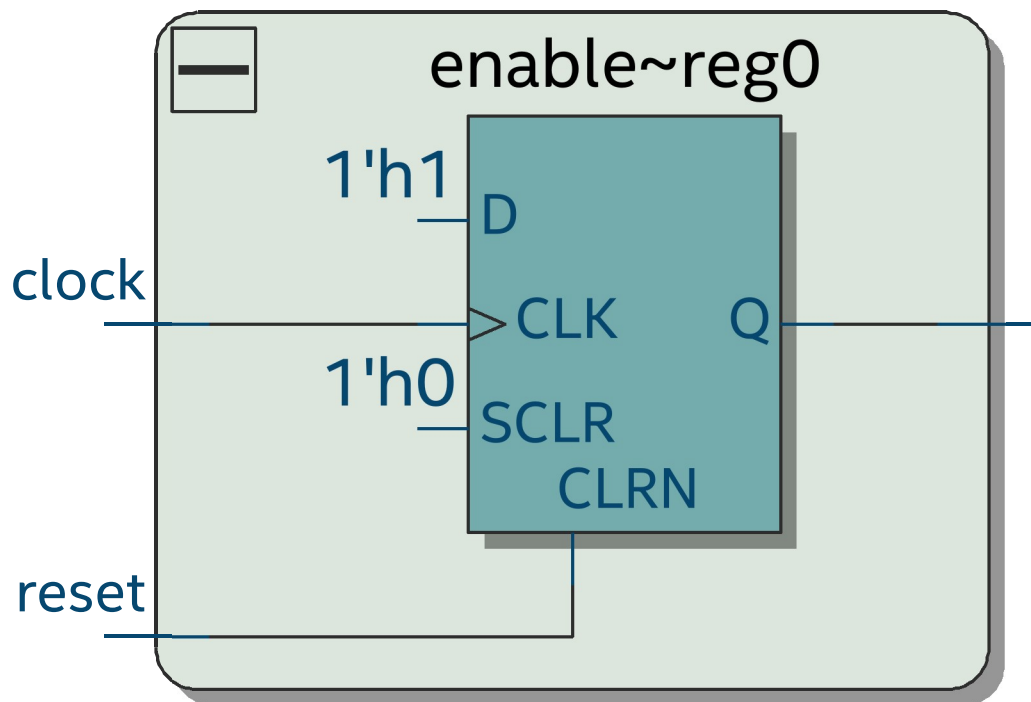 enable~reg0
1'h1
D
clock
CLK
Q
1'h0
SCLR
CLRN
reset